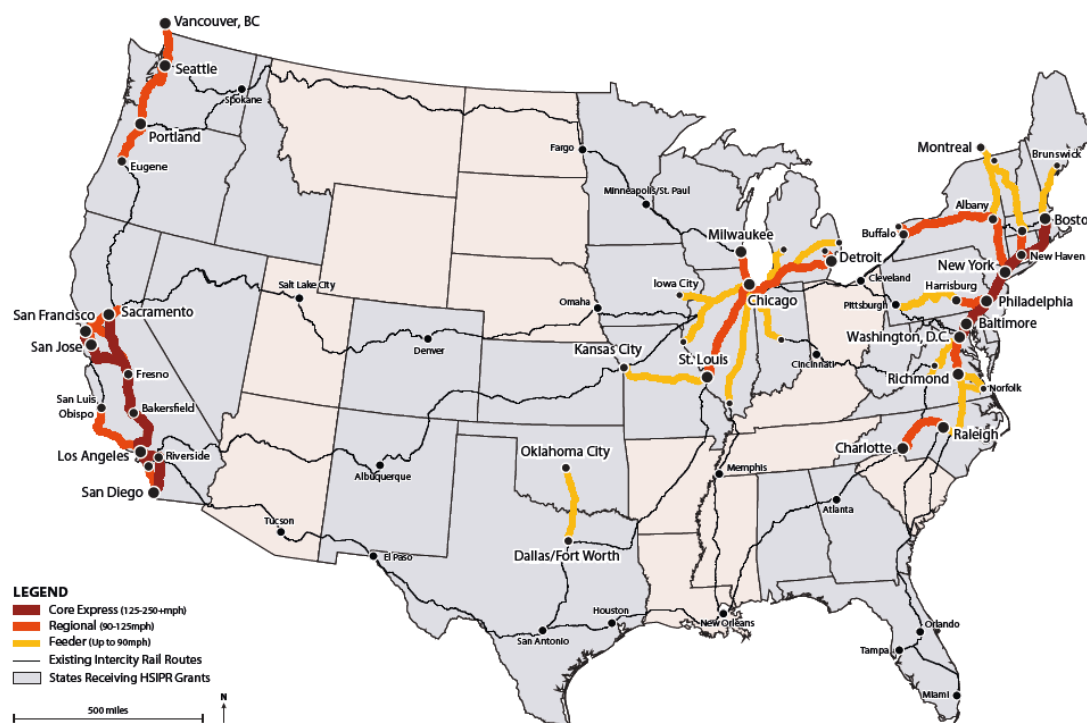 Vancouver, BC
Seattle
Spokane
Portland
Eugene
Fargo
Minneapolis/St. Paul
Montreal
Brunswick
Albany
Boston
Buffalo
New Haven
Milwaukee
Detroit
New York
Cleveland
Harrisburg
Pittsburgh
Philadelphia
Iowa City
Chicago
Baltimore
Washington, D.C.
Salt Lake City
Omaha
San Francisco
Sacramento
San Jose
Denver
Kansas City
St. Louis
Cincinnati
Richmond
Norfolk
Fresno
San Luis
Obispo
Bakersfield
Los Angeles
Riverside
San Diego
Albuquerque
Oklahoma City
Memphis
Charlotte
Raleigh
Atlanta
Tucson
El Paso
Dallas/Fort Worth
Houston
San Antonio
New Orleans
Orlando
Tampa
Miami
LEGEND
Core Express (125-250+mph)
Regional (90-125mph)
Feeder (Up to 90mph)
Existing Intercity Rail Routes
States Receiving HSIPR Grants
500 miles
N